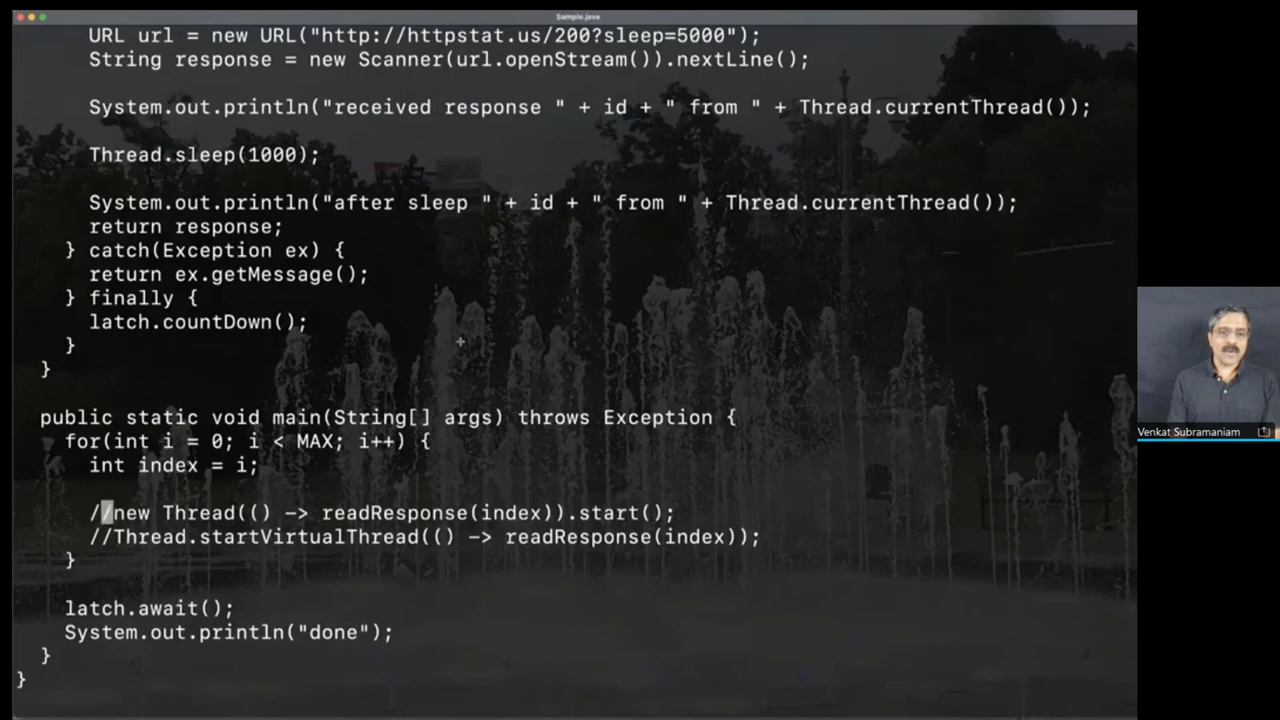 Sample.java
URL url = new URL("http://httpstat.us/200?sleep=5000");
String response = new Scanner(url.openStream()).nextLine();
System.out.println("received response " + id + " from " + Thread.currentThread());
Thread.sleep(1000);
System.out.println("after sleep " + id + " from " + Thread.currentThread());
return response;
} catch(Exception ex) {
return ex.getMessage();
} finally {
latch.countDown();
}
}
public static void main(String[] args) throws Exception {
for(int i = 0; i < MAX; i++) {
int index = i;
//new Thread(() -> readResponse(index)).start();
//Thread.startVirtualThread(() -> readResponse(index));
}
latch.await();
System.out.println("done");
}
}
Venkat Subramaniam